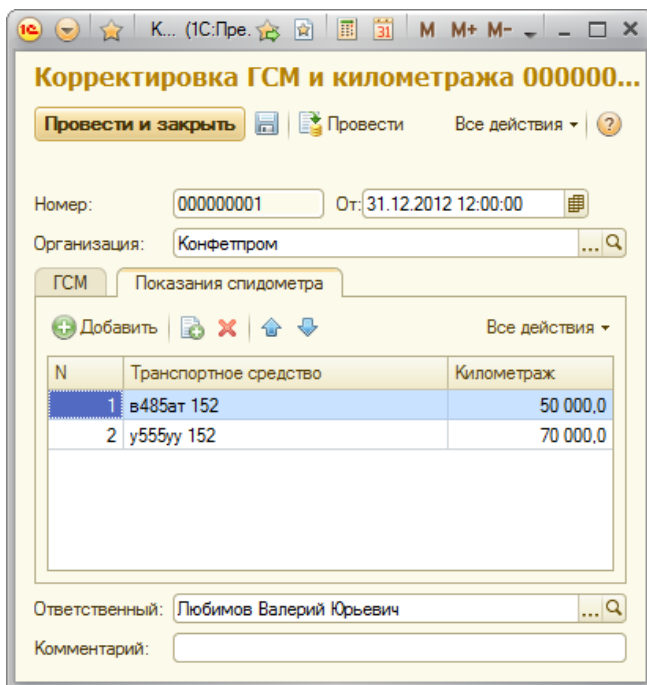 1С К... (1С:Пре. 31 M M+ M-
Корректировка ГСМ и километража 000000...
Провести и закрыть Провести Все действия ?
Номер: 000000001 От: 31.12.2012 12:00:00
Организация: Конфетпром ...
ГСМ Показания спидометра
Добавить Все действия
N Транспортное средство Километраж
1 в485ат 152 50 000,0
2 у555уу 152 70 000,0
Ответственный: Любимов Валерий Юрьевич ...
Комментарий: